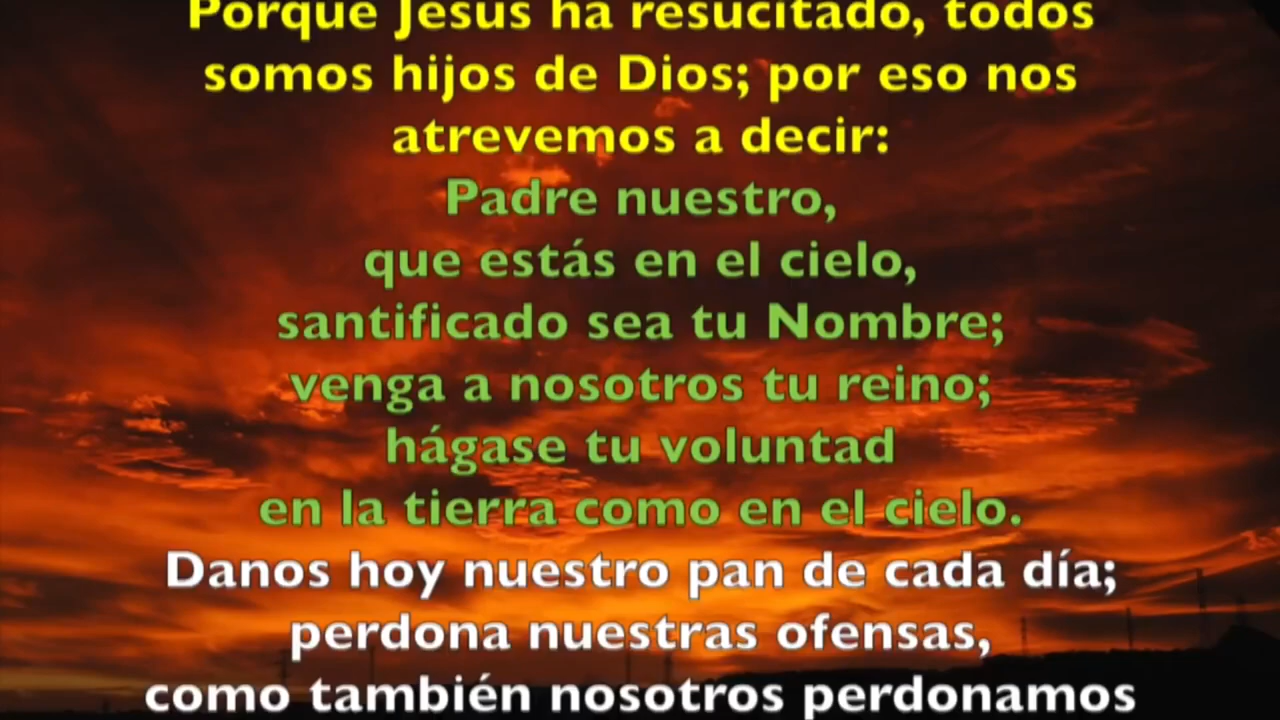 Porque Jesús ha resucitado, todos
somos hijos de Dios; por eso nos
atrevemos a decir:
Padre nuestro,
que estás en el cielo,
santificado sea tu Nombre;
venga a nosotros tu reino;
hágase tu voluntad
en la tierra como en el cielo.
Danos hoy nuestro pan de cada día;
perdona nuestras ofensas,
como también nosotros perdonamos